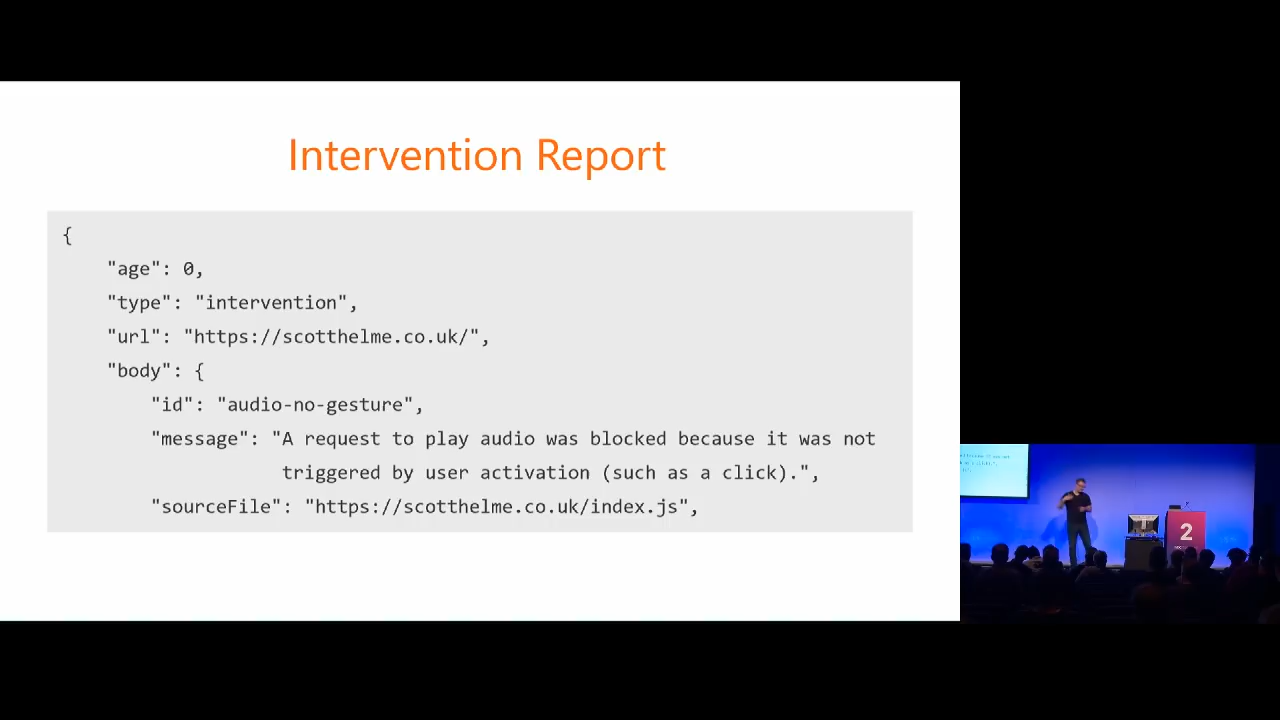 Intervention Report
{
"age": 0,
"type": "intervention",
"url": "https://scotthelme.co.uk/",
"body": {
"id": "audio-no-gesture",
"message": "A request to play audio was blocked because it was not
triggered by user activation (such as a click).",
"sourceFile": "https://scotthelme.co.uk/index.js",
2